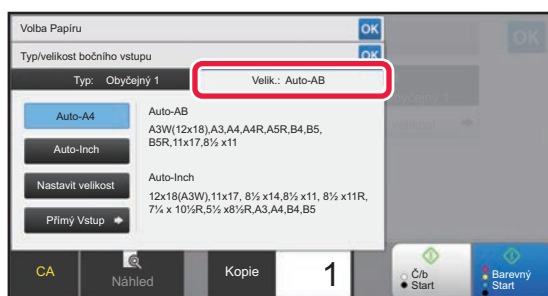 Volba Papíru
OK
Typ/velikost bočního vstupu
OK
Typ: Obyčejný 1
Velik.: Auto-AB
Auto-A4
Auto-AB
A3W(12x18),A3,A4,A4R,A5R,B4,B5,
B5R,11x17,8½ x11
Auto-Inch
Auto-Inch
12x18(A3W),11x17, 8½ x14,8½ x11, 8½ x11R,
7¼ x 10½R,5½ x8½R,A3,A4,B4,B5
Nastavit velikost
Přímý Vstup
OK
Obyčejný 1
velikost
CA
Náhled
Kopie
1
Č/b
Start
Barevný
Start